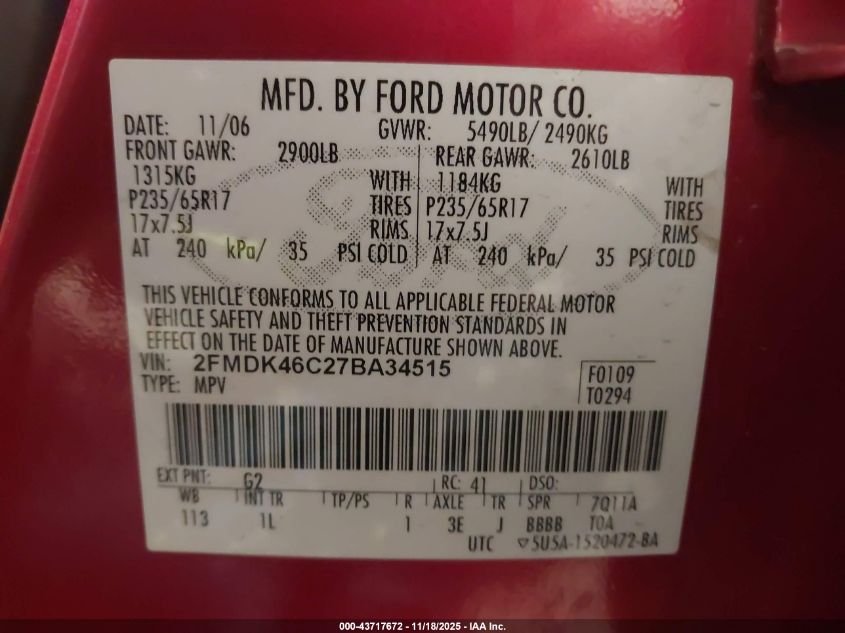 MFD. BY FORD MOTOR CO.
DATE: 11/06 GVWR: 5490LB/ 2490KG
FRONT GAWR: 2900LB REAR GAWR: 2610LB
1315KG WITH 1184KG WITH
P235/65R17 TIRES P235/65R17 TIRES
17x7.5J RIMS 17x7.5J RIMS
AT 240 kPa/ 35 PSI COLD AT 240 kPa/ 35 PSI COLD
Ford
THIS VEHICLE CONFORMS TO ALL APPLICABLE FEDERAL MOTOR
VEHICLE SAFETY AND THEFT PREVENTION STANDARDS IN
EFFECT ON THE DATE OF MANUFACTURE SHOWN ABOVE.
VIN: 2FMDK46C27BA34515 F0109
TYPE: MPV T0294
EXT PNT: G2 RC: 41 DSO:
WB INT TR TP/PS R AXLE TR SPR 7Q11A
113 1L 1 3E J BBBB TOA
UTC ▽5U5A-1520472-BA
000-43717672 - 11/18/2025 - IAA Inc.